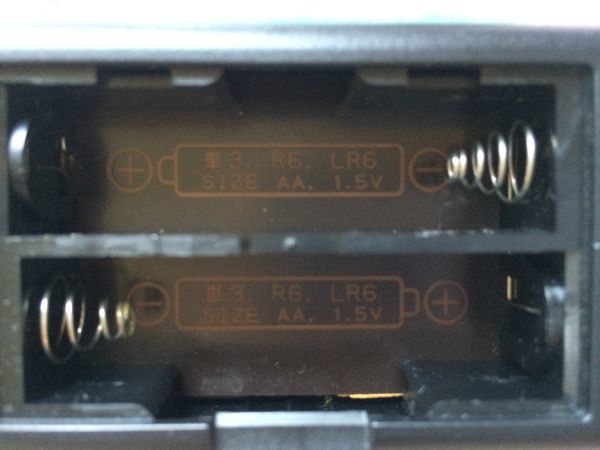 単3, R6, LR6
SIZE AA, 1.5V
単3, R6, LR6
SIZE AA, 1.5V